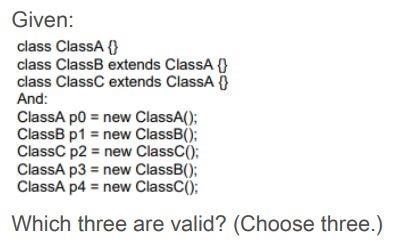 Given:
class ClassA {}
class ClassB extends ClassA {}
class ClassC extends ClassA {}
And:
ClassA p0 = new ClassA();
ClassB p1 = new ClassB();
ClassC p2 = new ClassC();
ClassA p3 = new ClassB();
ClassA p4 = new ClassC();
Which three are valid? (Choose three.)